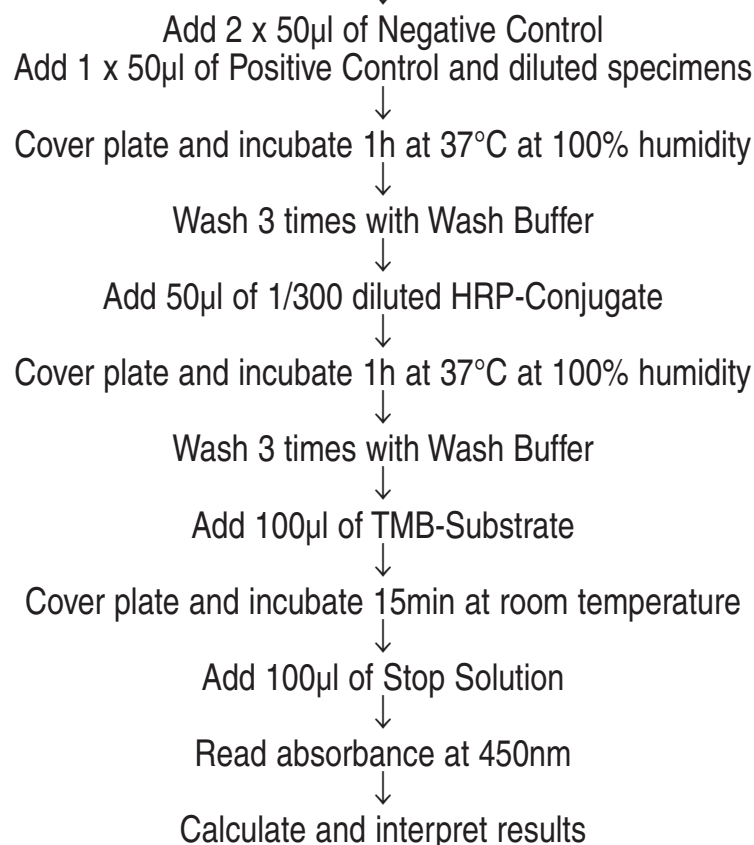 Add 2 x 50µl of Negative Control
Add 1 x 50µl of Positive Control and diluted specimens
Cover plate and incubate 1h at 37°C at 100% humidity
Wash 3 times with Wash Buffer
Add 50µl of 1/300 diluted HRP-Conjugate
Cover plate and incubate 1h at 37°C at 100% humidity
Wash 3 times with Wash Buffer
Add 100µl of TMB-Substrate
Cover plate and incubate 15min at room temperature
Add 100µl of Stop Solution
Read absorbance at 450nm
Calculate and interpret results